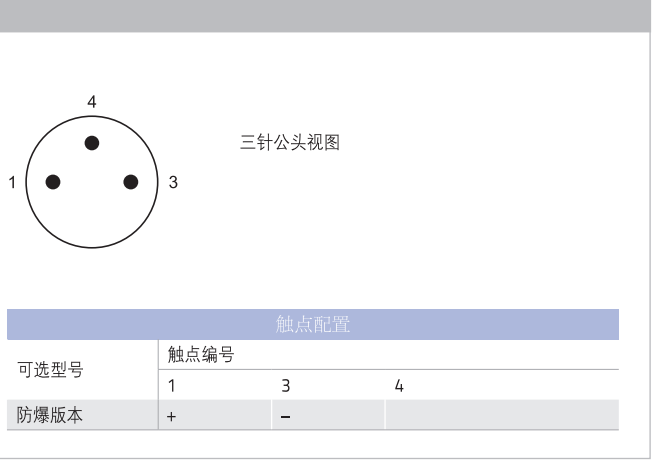 4
三针公头视图
1
3
触点配置
可选型号
触点编号
1 3 4
防爆版本 + –